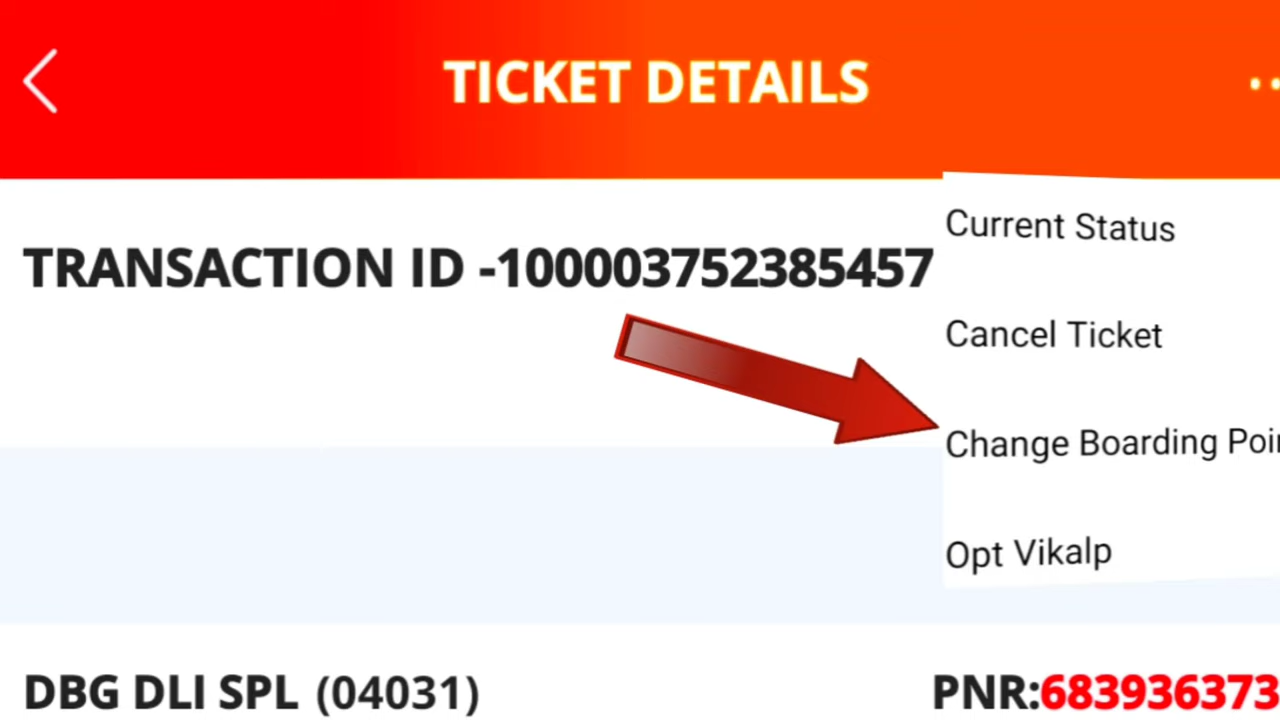 TICKET DETAILS
TRANSACTION ID -100003752385457
Current Status
Cancel Ticket
Change Boarding Poi
Opt Vikalp
DBG DLI SPL (04031)
PNR:683936373